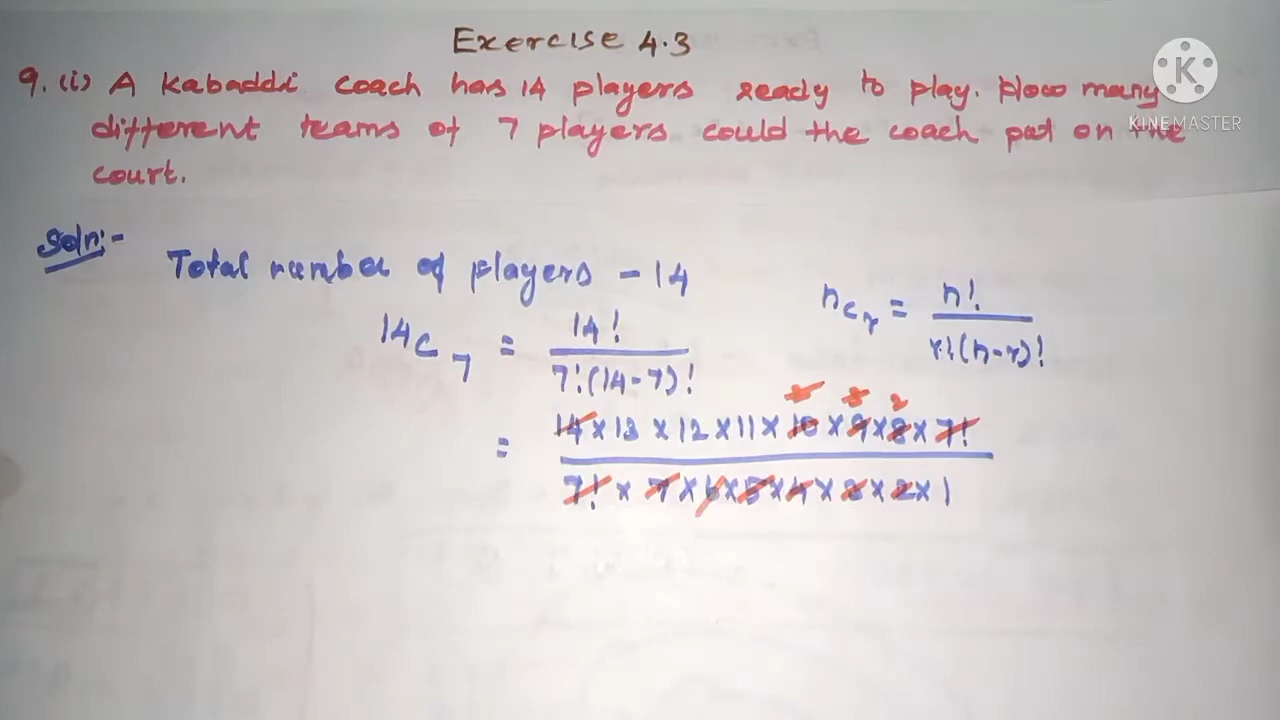 Exercise 4.3
9. (i) A Kabaddi coach has 14 players ready to play. How many
different teams of 7 players could the coach put on the
court.
Soln:-
Total number of players - 14
nCr = n! / r!(n-r)!
14C7 = 14! / 7!(14-7)!
= 14 × 13 × 12 × 11 × 10 × 9 × 8 × 7! / 7! × 7 × 6 × 5 × 4 × 3 × 2 × 1
K
KINEMASTER